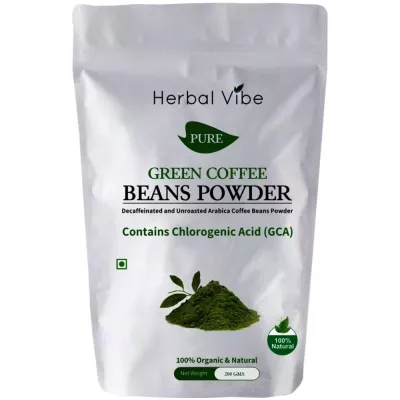 Herbal Vibe
PURE
GREEN COFFEE
BEANS POWDER
Decaffeinated and Unroasted Arabica Coffee Beans Powder
Contains Chlorogenic Acid (GCA)
100%
Natural
100% Organic & Natural
Net Weight
200 GMS